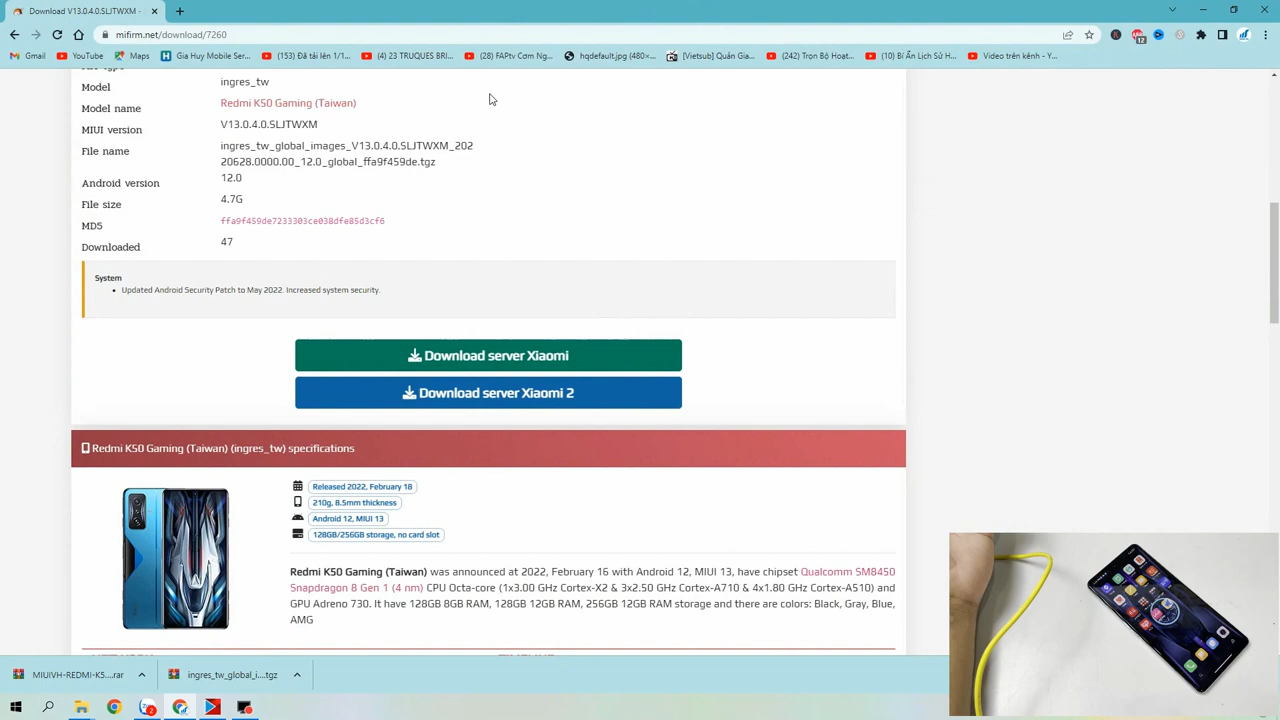 Download V13.0.4.0.SLJTWXM -
mifirm.net/download/7260
12
Gmail
YouTube
Maps
Gia Huy Mobile Ser...
(153) Đã tải lên 1/1...
(4) 23 TRUQUES BRI...
(28) FAPtv Cơm Ng...
hqdefault.jpg (480×...
[Vietsub] Quản Gia...
(242) Trọn Bộ Hoạt...
(10) Bí Ẩn Lịch Sử H...
Video trên kênh - Y...
Model ingres_tw
Model name Redmi K50 Gaming (Taiwan)
MIUI version V13.0.4.0.SLJTWXM
File name ingres_tw_global_images_V13.0.4.0.SLJTWXM_202
20628.0000.00_12.0_global_ffa9f459de.tgz
Android version 12.0
File size 4.7G
MD5 ffa9f459de7233303ce038dfe85d3cf6
Downloaded 47
System
Updated Android Security Patch to May 2022. Increased system security.
Download server Xiaomi
Download server Xiaomi 2
Redmi K50 Gaming (Taiwan) (ingres_tw) specifications
Released 2022, February 18
210g, 8.5mm thickness
Android 12, MIUI 13
128GB/256GB storage, no card slot
Redmi K50 Gaming (Taiwan) was announced at 2022, February 16 with Android 12, MIUI 13, have chipset Qualcomm SM8450
Snapdragon 8 Gen 1 (4 nm) CPU Octa-core (1x3.00 GHz Cortex-X2 & 3x2.50 GHz Cortex-A710 & 4x1.80 GHz Cortex-A510) and
GPU Adreno 730. It have 128GB 8GB RAM, 128GB 12GB RAM, 256GB 12GB RAM storage and there are colors: Black, Gray, Blue,
AMG
MIUIVH-REDMI-K5....rar
ingres_tw_global_i....tgz
2